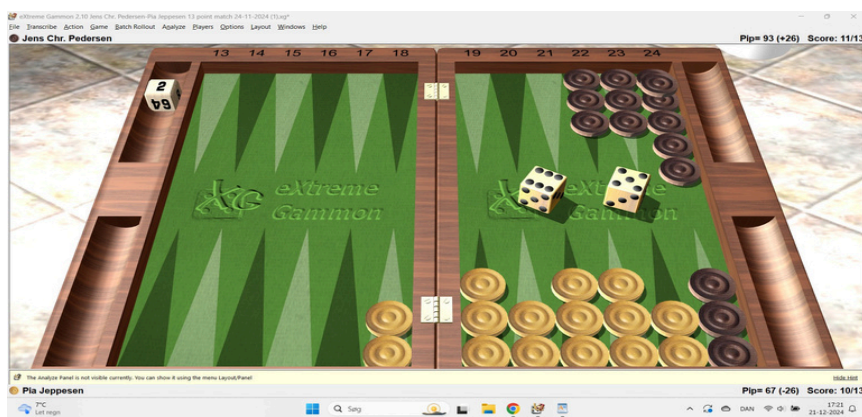 eXtreme Gammon 2.10 Jens Chr. Pedersen-Pia Jeppesen 13 point match 24-11-2024 (1).xg*
File Transcribe Action Game Batch Rollout Analyze Players Options Layout Windows Help
Jens Chr. Pedersen Pip= 93 (+26) Score: 11/13
13 14 15 16 17 18 19 20 21 22 23 24
2
64
XG eXtreme Gammon
XG eXtreme Gammon
The Analyze Panel is not visible currently. You can show it using the menu Layout/Panel Hide Hint
Pia Jeppesen Pip= 67 (-26) Score: 10/13
7°C
Let regn
Søg
DAN
17:21
21-12-2024